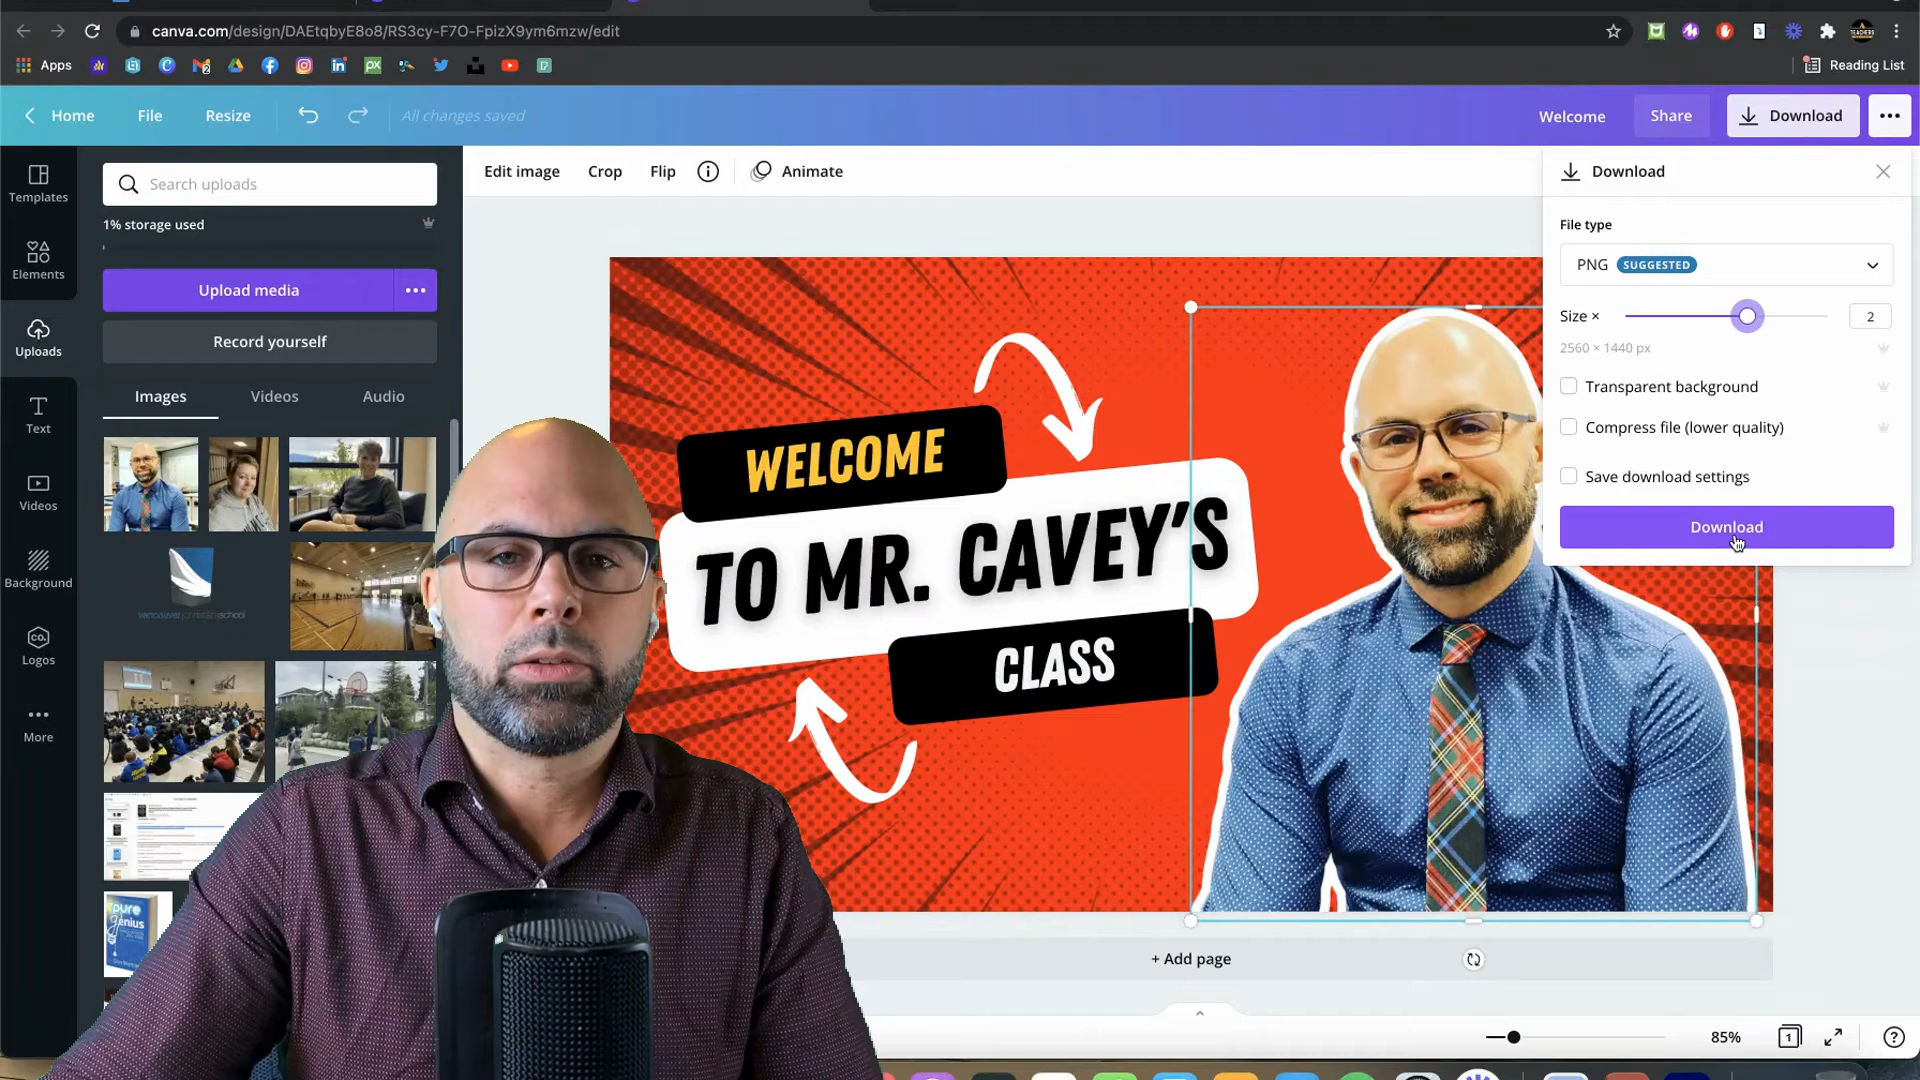 canva.com/design/DAEtqbyE8o8/RS3cy-F7O-FpizX9ym6mzw/edit
Apps
Reading List
Home
File
Resize
All changes saved
Welcome
Share
Download
Templates
Elements
Uploads
Text
Videos
Background
CO.
Logos
More
Search uploads
1% storage used
Upload media
Record yourself
Images
Videos
Audio
pure
genius
Edit image
Crop
Flip
Animate
WELCOME
TO MR. CAVEY'S
CLASS
Download
File type
PNG SUGGESTED
Size ×
2
2560 × 1440 px
Transparent background
Compress file (lower quality)
Save download settings
Download
+ Add page
85%
1